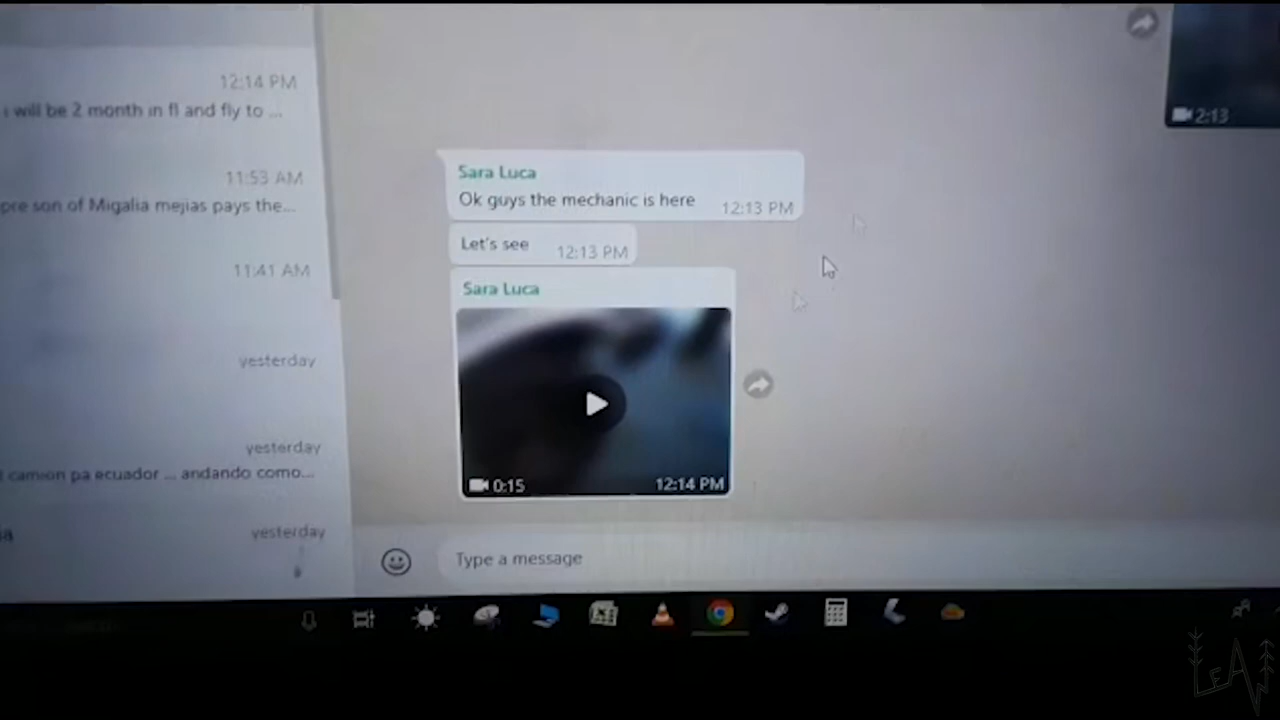 12:14 PM
i will be 2 month in fl and fly to ...
11:53 AM
pre son of Migalia mejias pays the...
11:41 AM
yesterday
yesterday
camion pa ecuador ... andando como...
yesterday
2:13
Sara Luca
Ok guys the mechanic is here
12:13 PM
Let's see
12:13 PM
Sara Luca
0:15
12:14 PM
Type a message
LEAW